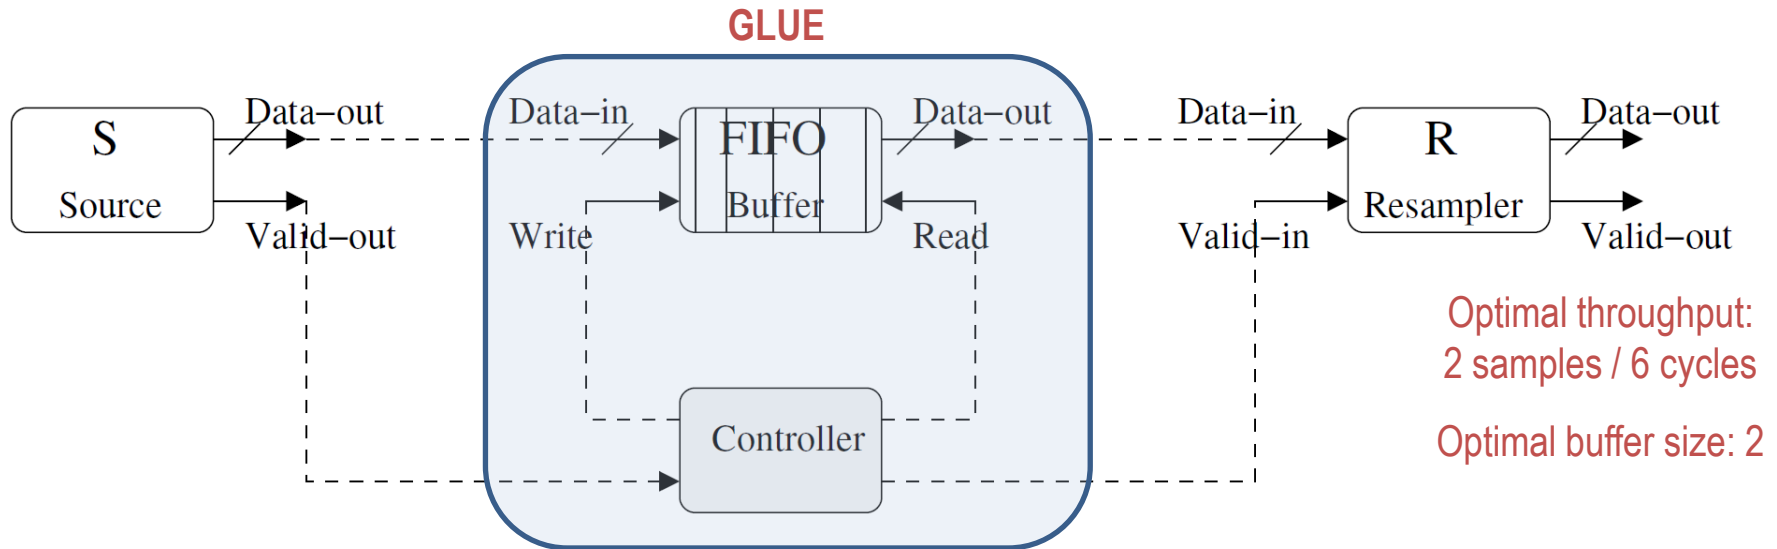 GLUE
Data–out
Data–in
Data–out
Data–in
Data–out
S
FIFO
R
Source
Buffer
Resampler
Valid–out
Write
Read
Valid–in
Valid–out
Optimal throughput:
2 samples / 6 cycles
Controller
Optimal buffer size: 2